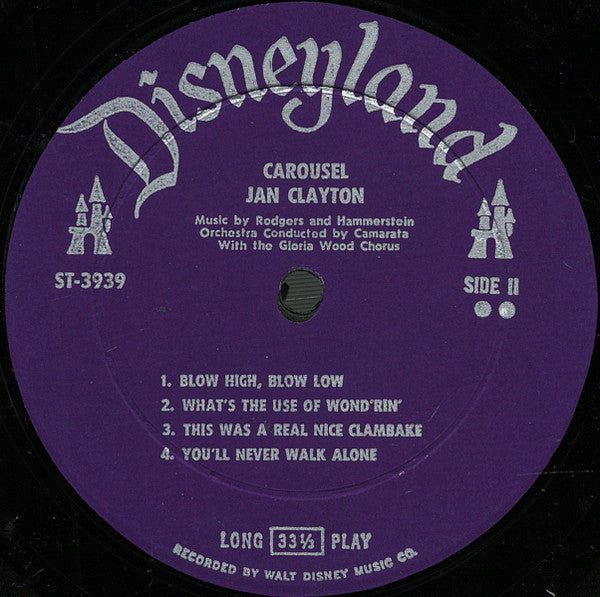 Disneyland
CAROUSEL
JAN CLAYTON
Music by Rodgers and Hammerstein
Orchestra Conducted by Camarata
With the Gloria Wood Chorus
ST-3939
SIDE II
1. BLOW HIGH, BLOW LOW
2. WHAT'S THE USE OF WOND'RIN'
3. THIS WAS A REAL NICE CLAMBAKE
4. YOU'LL NEVER WALK ALONE
LONG 33⅓ PLAY
RECORDED BY WALT DISNEY MUSIC CO.